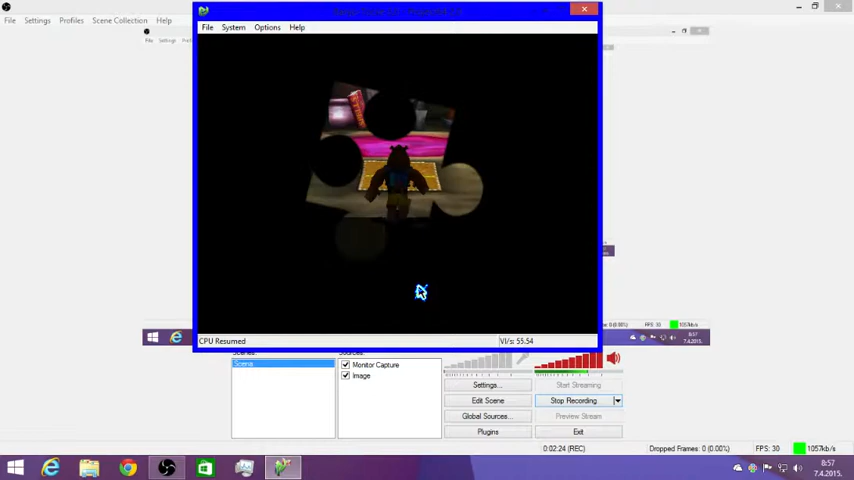 File Settings Profiles Scene Collection Help
File System Options Help
CPU Resumed
VI/s: 55.54
Scene
Monitor Capture
Image
Settings...
Start Streaming
Edit Scene
Stop Recording
Global Sources...
Preview Stream
Plugins
Exit
0:02:24 (REC)
Dropped Frames: 0 (0.00%)
FPS: 30
1057kb/s
8:57
7.4.2015.